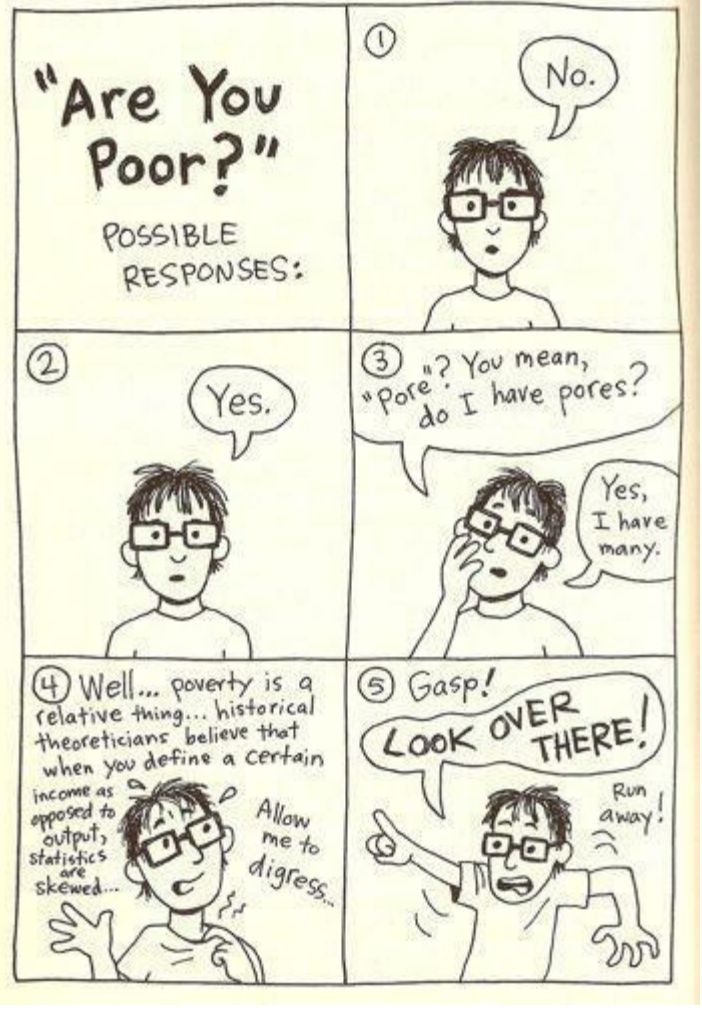 "Are You
Poor?"
POSSIBLE
RESPONSES:
1
No.
2
Yes.
3
"Pore"? You mean,
do I have pores?
Yes,
I have
many.
4 Well... poverty is a
relative thing... historical
theoreticians believe that
when you define a certain
income as
opposed to
output,
statistics
are
skewed...
Allow
me to
digress...
5 Gasp!
LOOK OVER
THERE!
Run
away!